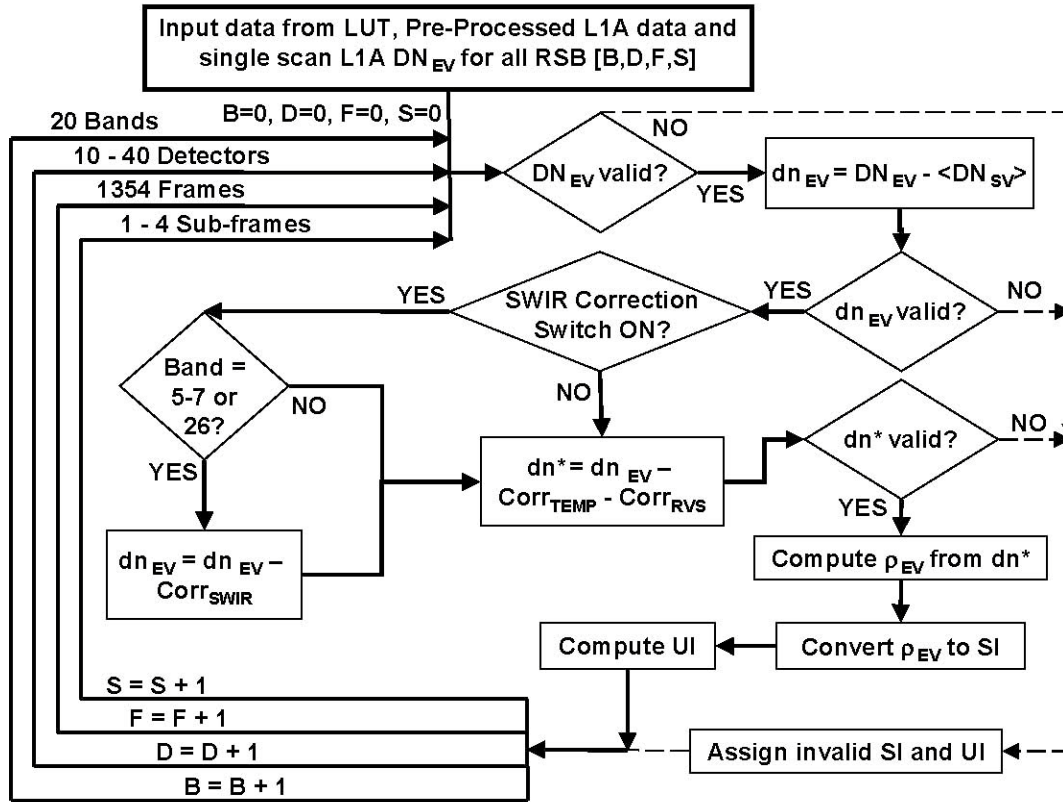 Input data from LUT, Pre-Processed L1A data and
single scan L1A DN EV for all RSB [B,D,F,S]
B=0, D=0, F=0, S=0
20 Bands
10 - 40 Detectors
1354 Frames
1 - 4 Sub-frames
DN EV valid?
NO
YES
dn EV = DN EV - <DN SV>
dn EV valid?
NO
YES
SWIR Correction
Switch ON?
YES
NO
Band =
5-7 or
26?
NO
YES
dn EV = dn EV –
Corr SWIR
dn* = dn EV –
Corr TEMP - Corr RVS
dn* valid?
NO
YES
Compute ρ EV from dn*
Convert ρ EV to SI
Compute UI
Assign invalid SI and UI
S = S + 1
F = F + 1
D = D + 1
B = B + 1